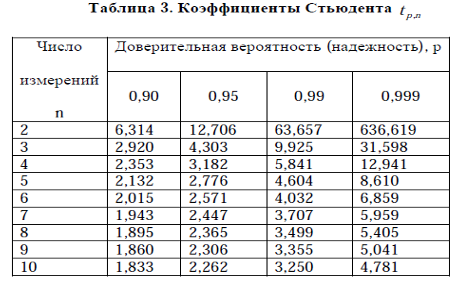 Таблица 3. Коэффициенты Стьюдента t p,n
Число измерений n Доверительная вероятность (надежность), p
0,90 0,95 0,99 0,999
2 6,314 12,706 63,657 636,619
3 2,920 4,303 9,925 31,598
4 2,353 3,182 5,841 12,941
5 2,132 2,776 4,604 8,610
6 2,015 2,571 4,032 6,859
7 1,943 2,447 3,707 5,959
8 1,895 2,365 3,499 5,405
9 1,860 2,306 3,355 5,041
10 1,833 2,262 3,250 4,781